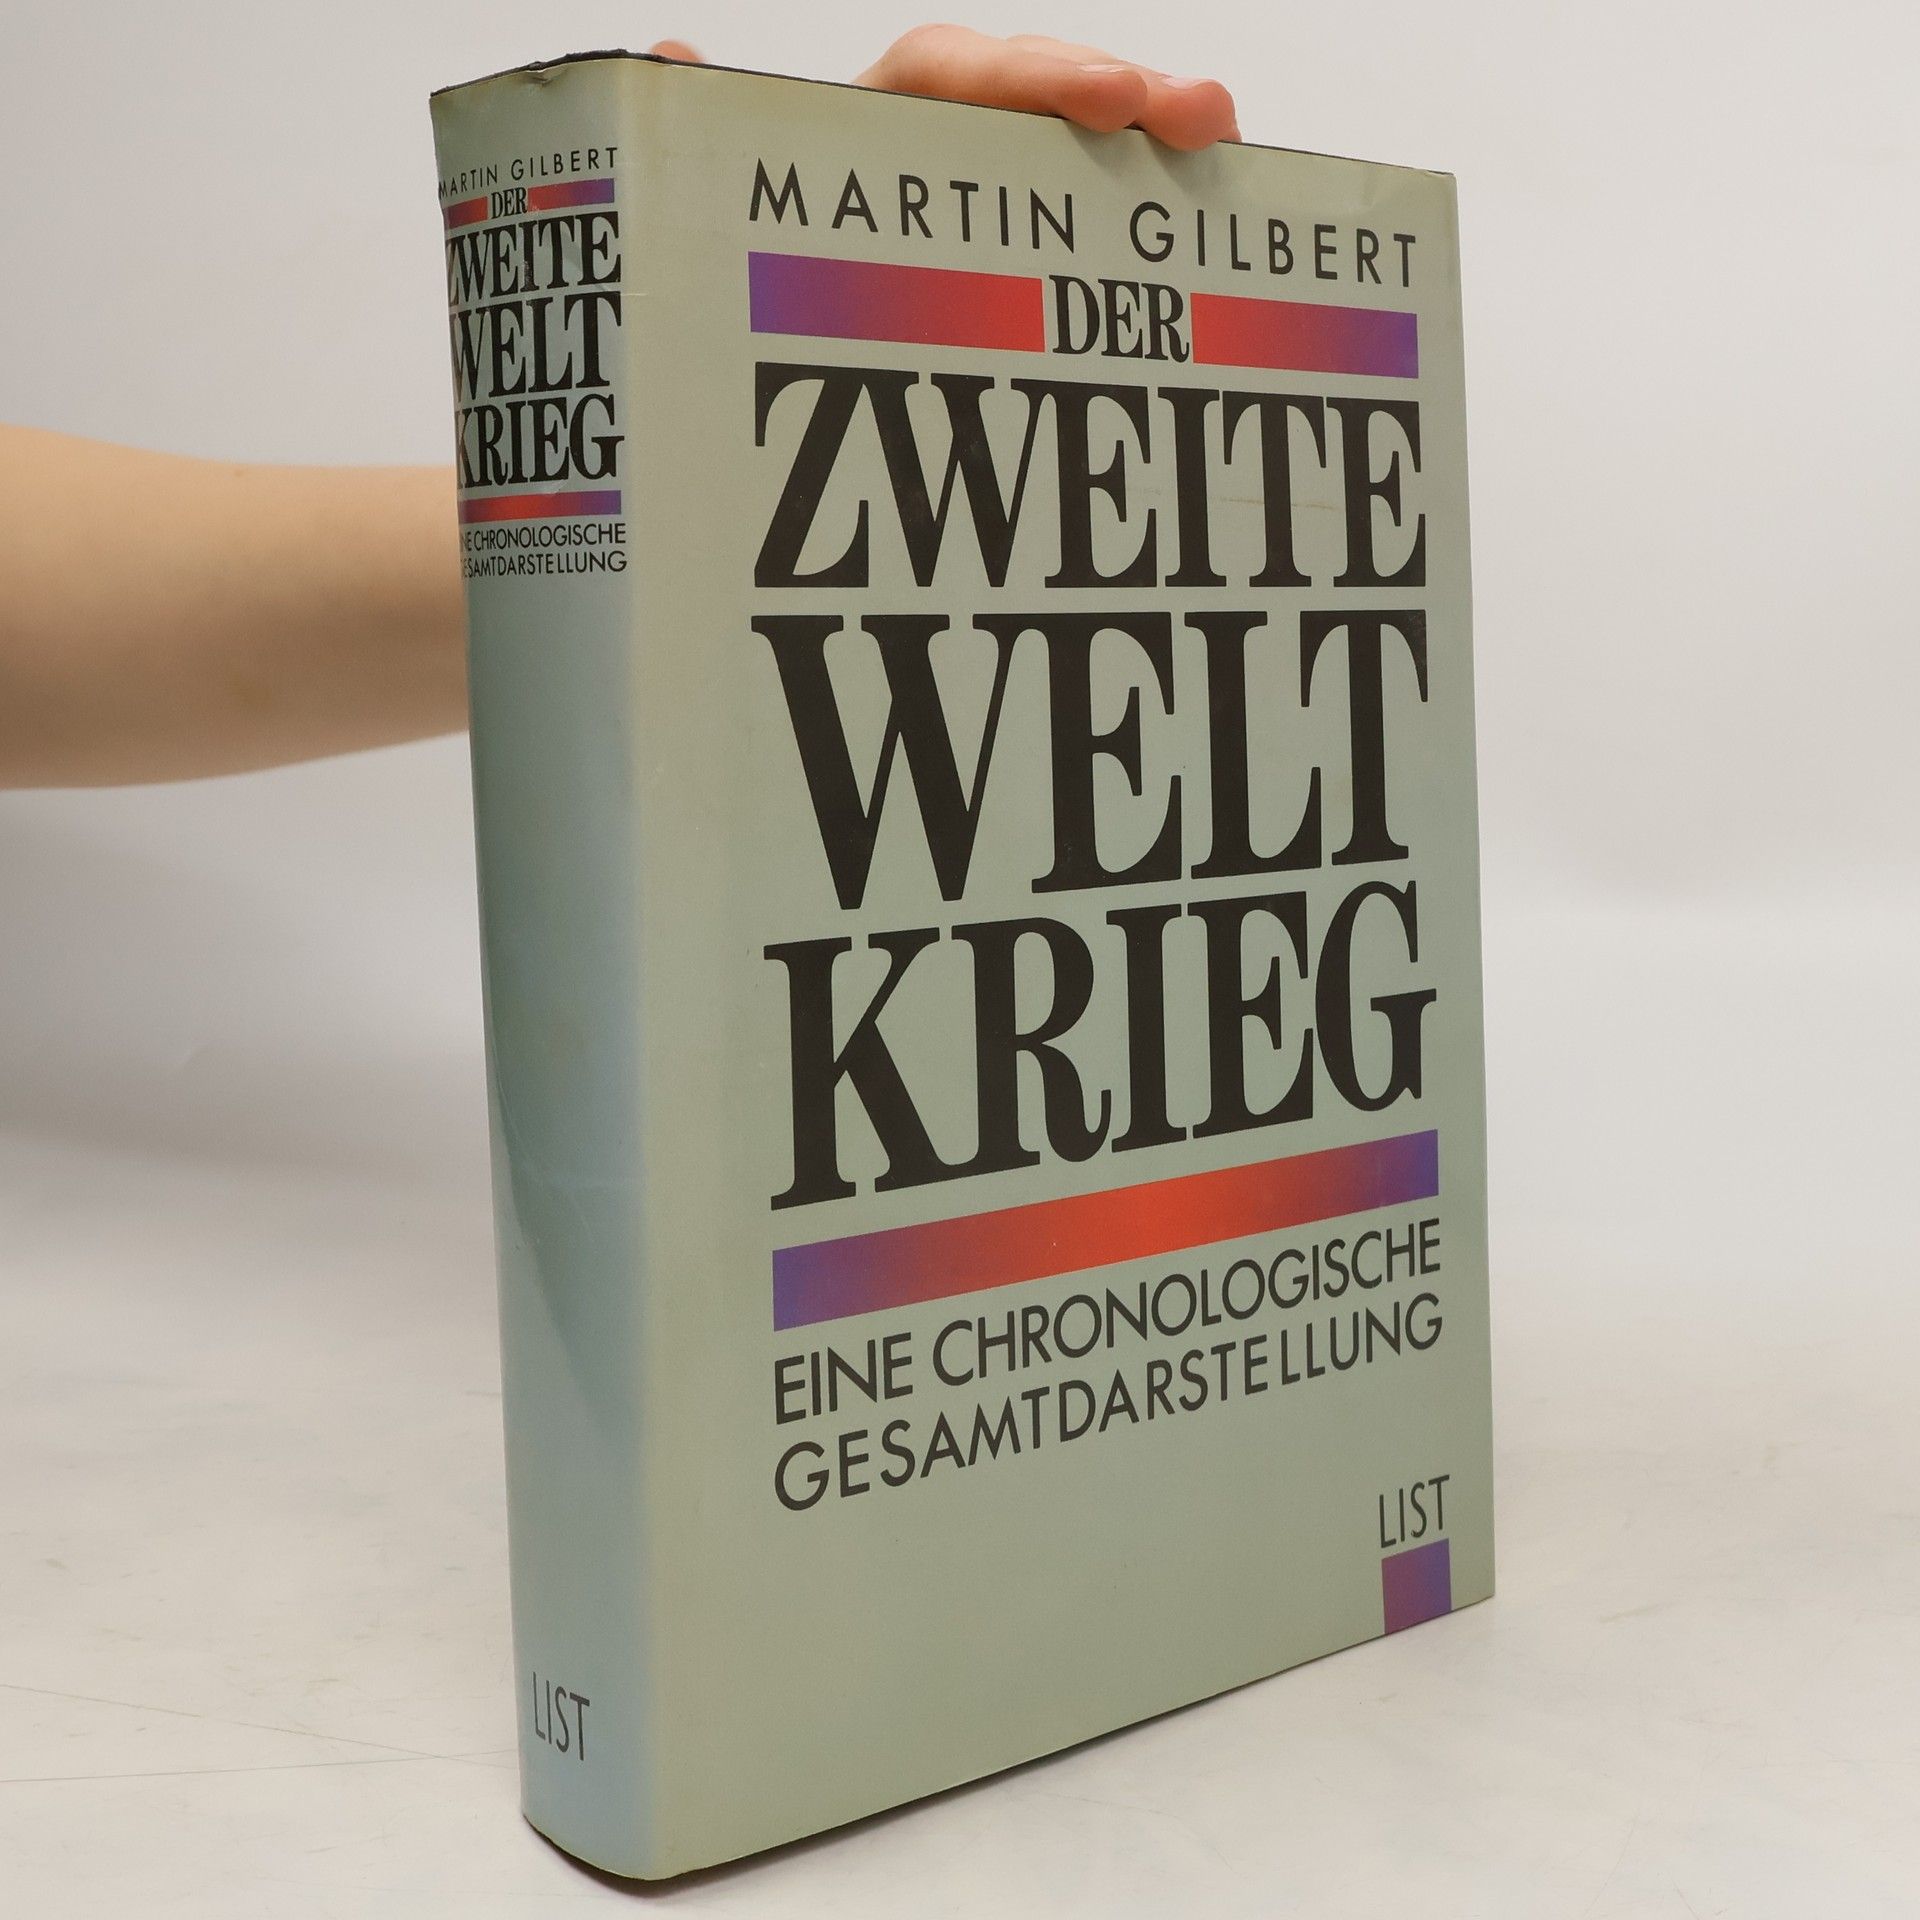 MARTIN GILBERT
DER
ZWEITE
WELT
KRIEG
EINE CHRONOLOGISCHE
GESAMTDARSTELLUNG
LIST
MARTIN GILBERT
DER
ZWEITE
WELT
KRIEG
EINE CHRONOLOGISCHE
GESAMTDARSTELLUNG
LIST